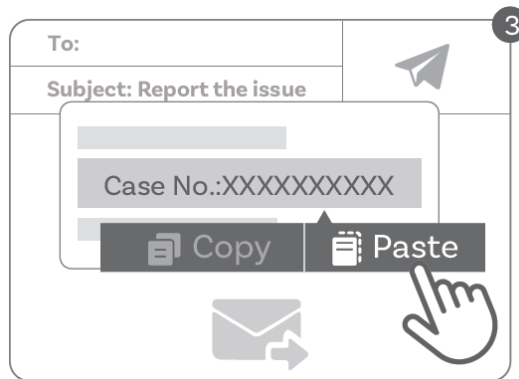 3
To:
Subject: Report the issue
Case No.:XXXXXXXXXX
Copy Paste